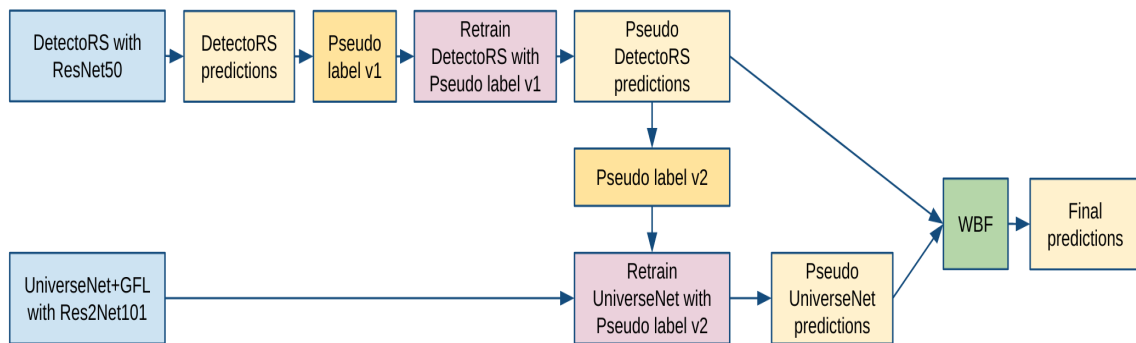 DetectoRS with
ResNet50
DetectoRS
predictions
Pseudo
label v1
Retrain
DetectoRS with
Pseudo label v1
Pseudo
DetectoRS
predictions
Pseudo label v2
WBF
Final
predictions
UniverseNet+GFL
with Res2Net101
Retrain
UniverseNet with
Pseudo label v2
Pseudo
UniverseNet
predictions